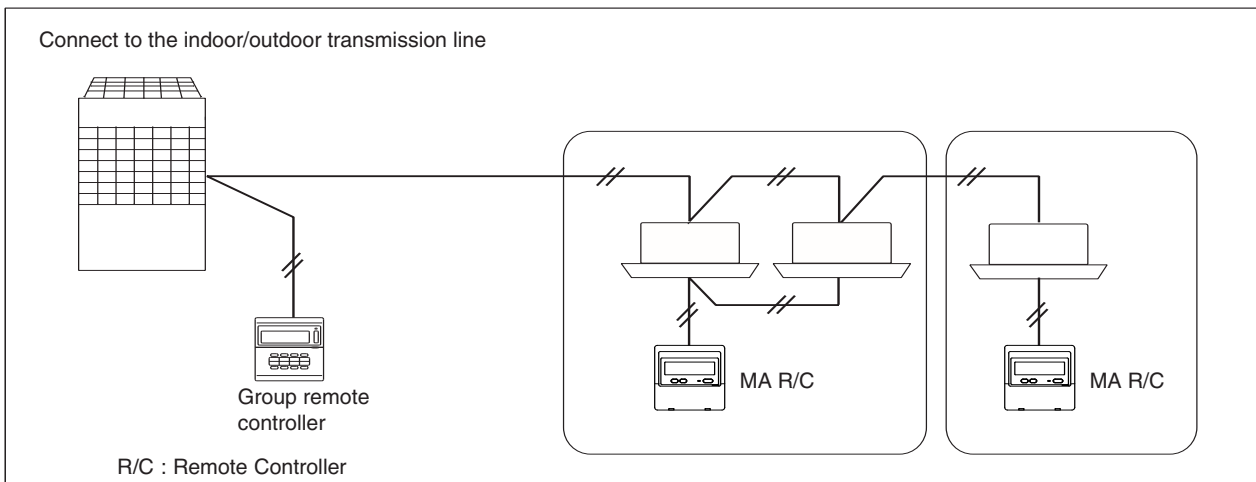 Connect to the indoor/outdoor transmission line
MA R/C
MA R/C
Group remote
controller
R/C : Remote Controller